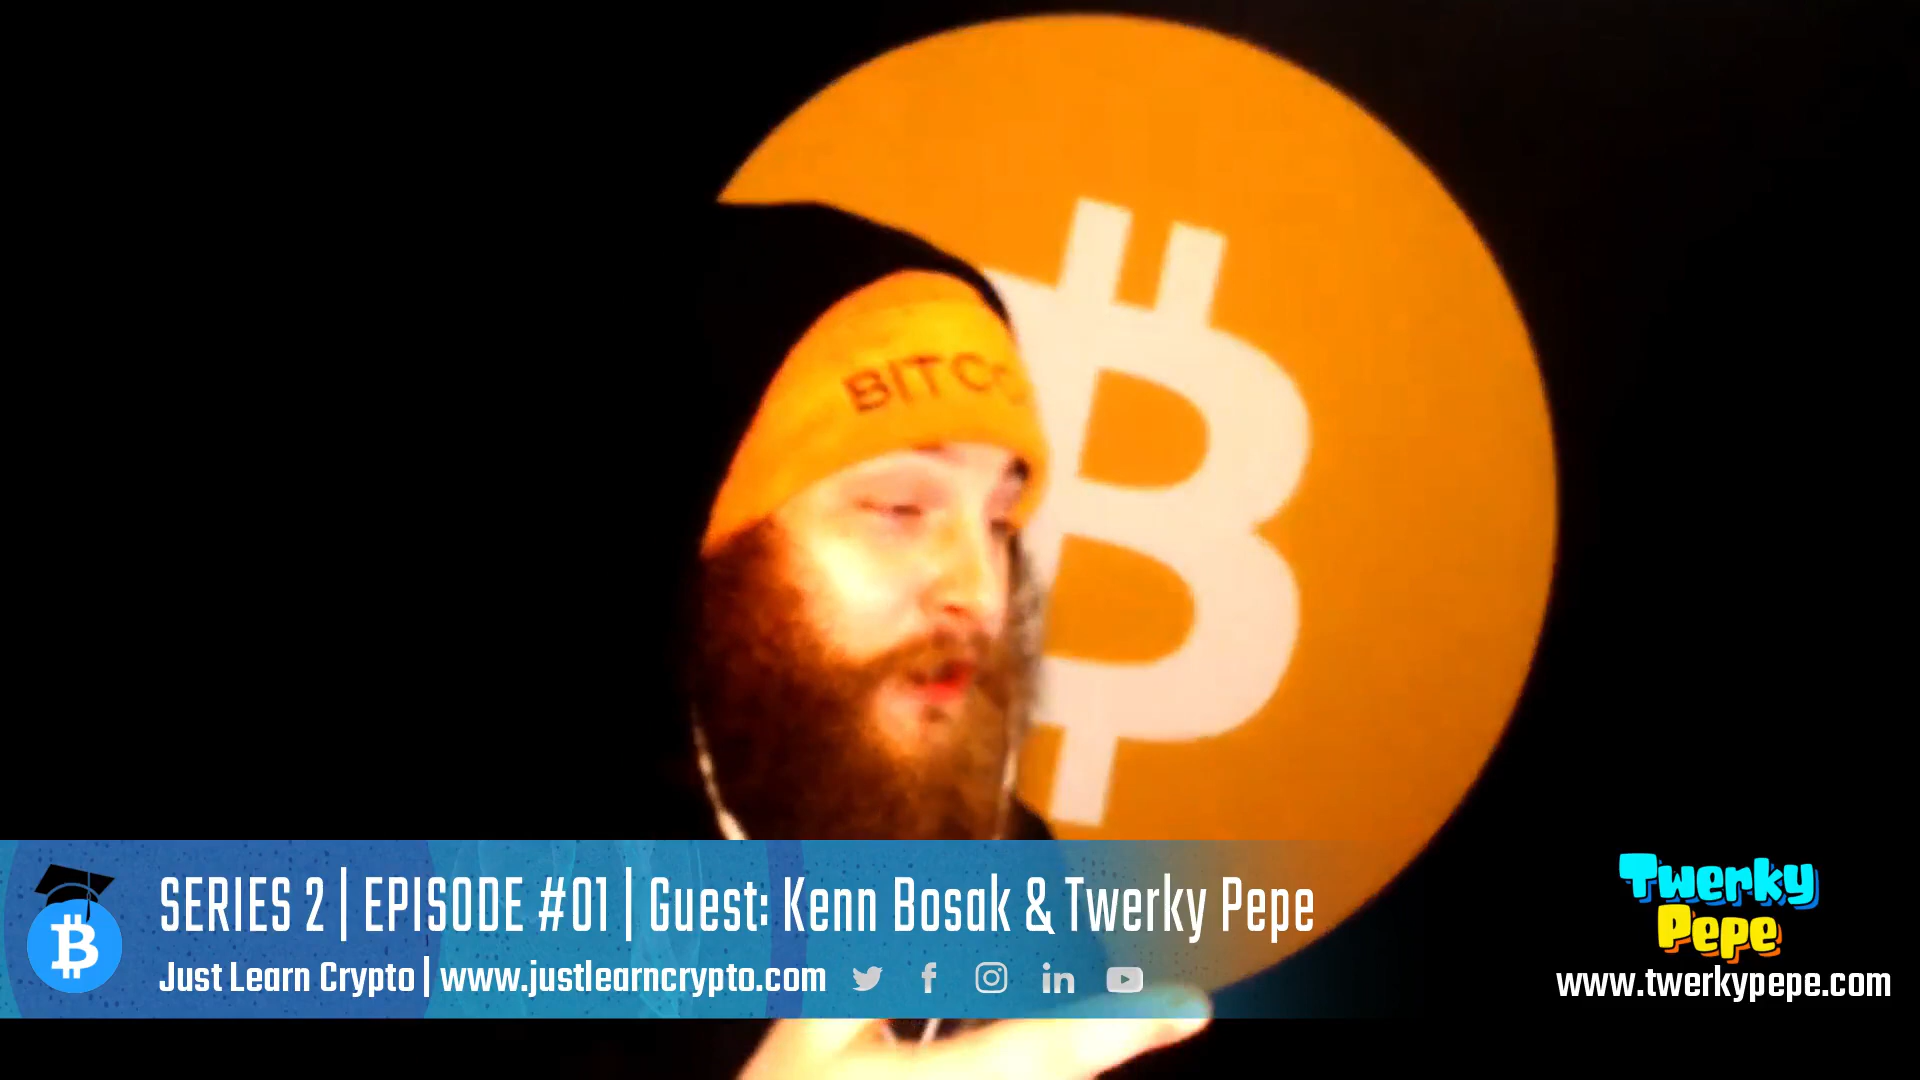 BITCO
SERIES 2 | EPISODE #01 | Guest: Kenn Bosak & Twerky Pepe
Just Learn Crypto | www.justlearncrypto.com
Twerky
Pepe
www.twerkypepe.com